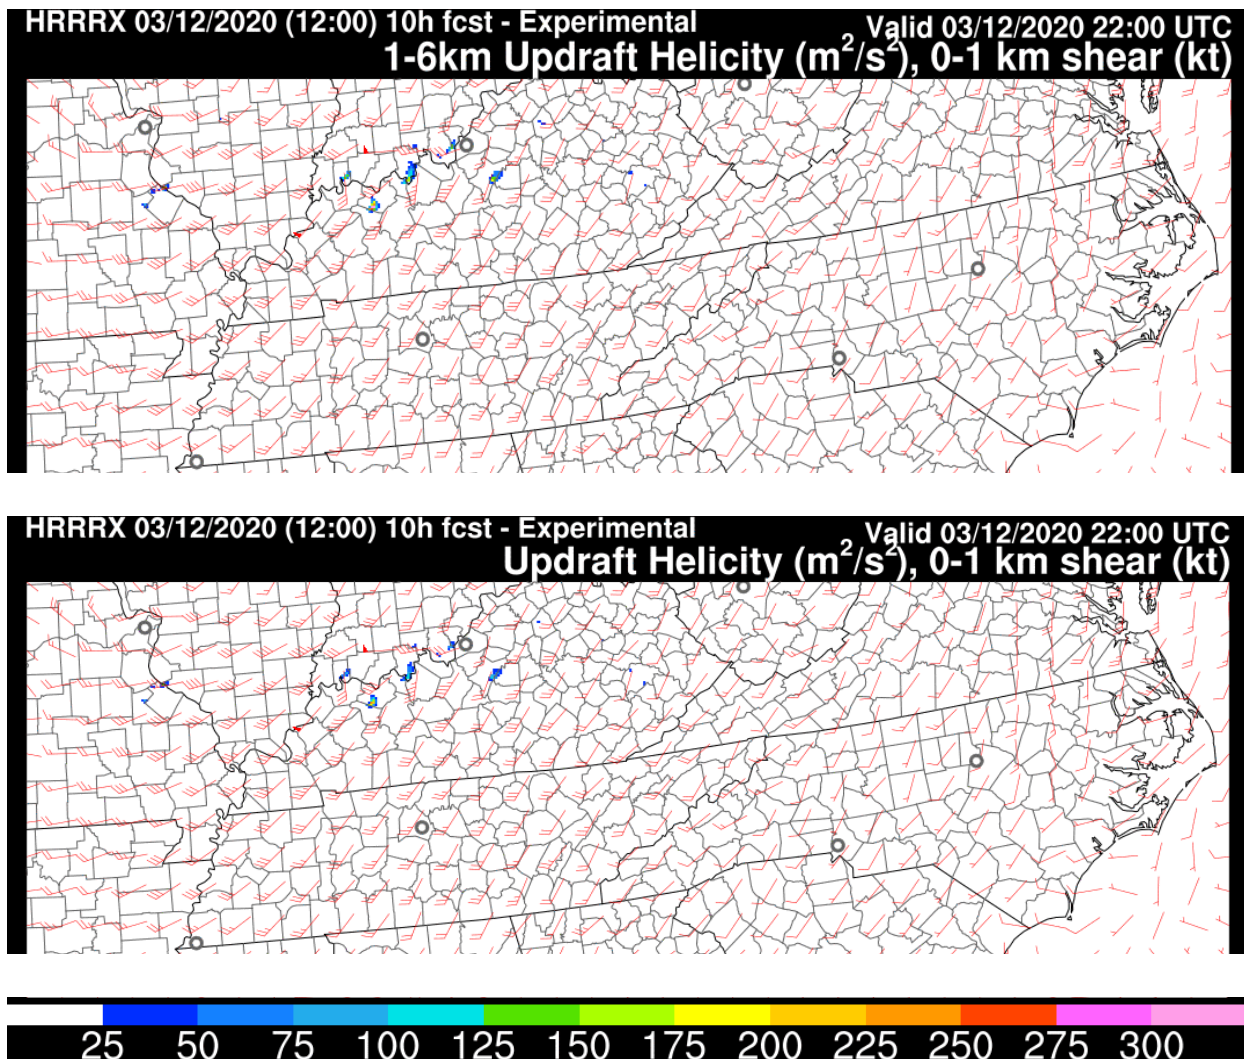 HRRRX 03/12/2020 (12:00) 10h fcst - Experimental Valid 03/12/2020 22:00 UTC
1-6km Updraft Helicity (m²/s²), 0-1 km shear (kt)
HRRRX 03/12/2020 (12:00) 10h fcst - Experimental Valid 03/12/2020 22:00 UTC
Updraft Helicity (m²/s²), 0-1 km shear (kt)
25 50 75 100 125 150 175 200 225 250 275 300